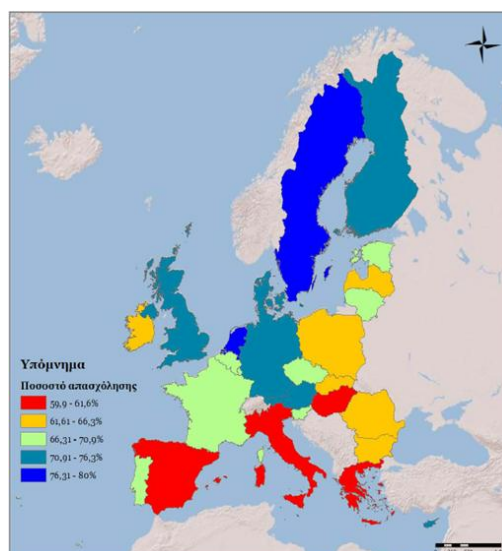 Υπόμνημα
Ποσοστό απασχόλησης
59,9 - 61,6%
61,61 - 66,3%
66,31 - 70,9%
70,91 - 76,3%
76,31 - 80%